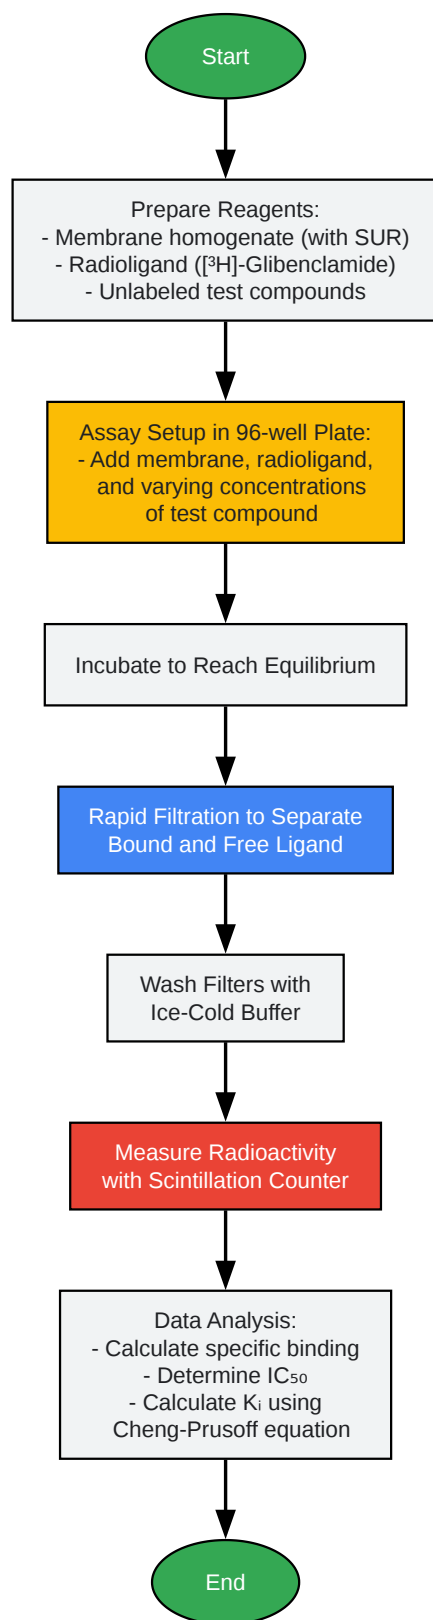 Start
Prepare Reagents:
- Membrane homogenate (with SUR)
- Radioligand ([³H]-Glibenclamide)
- Unlabeled test compounds
Assay Setup in 96-well Plate:
- Add membrane, radioligand,
and varying concentrations
of test compound
Incubate to Reach Equilibrium
Rapid Filtration to Separate
Bound and Free Ligand
Wash Filters with
Ice-Cold Buffer
Measure Radioactivity
with Scintillation Counter
Data Analysis:
- Calculate specific binding
- Determine IC₅₀
- Calculate Kᵢ using
Cheng-Prusoff equation
End